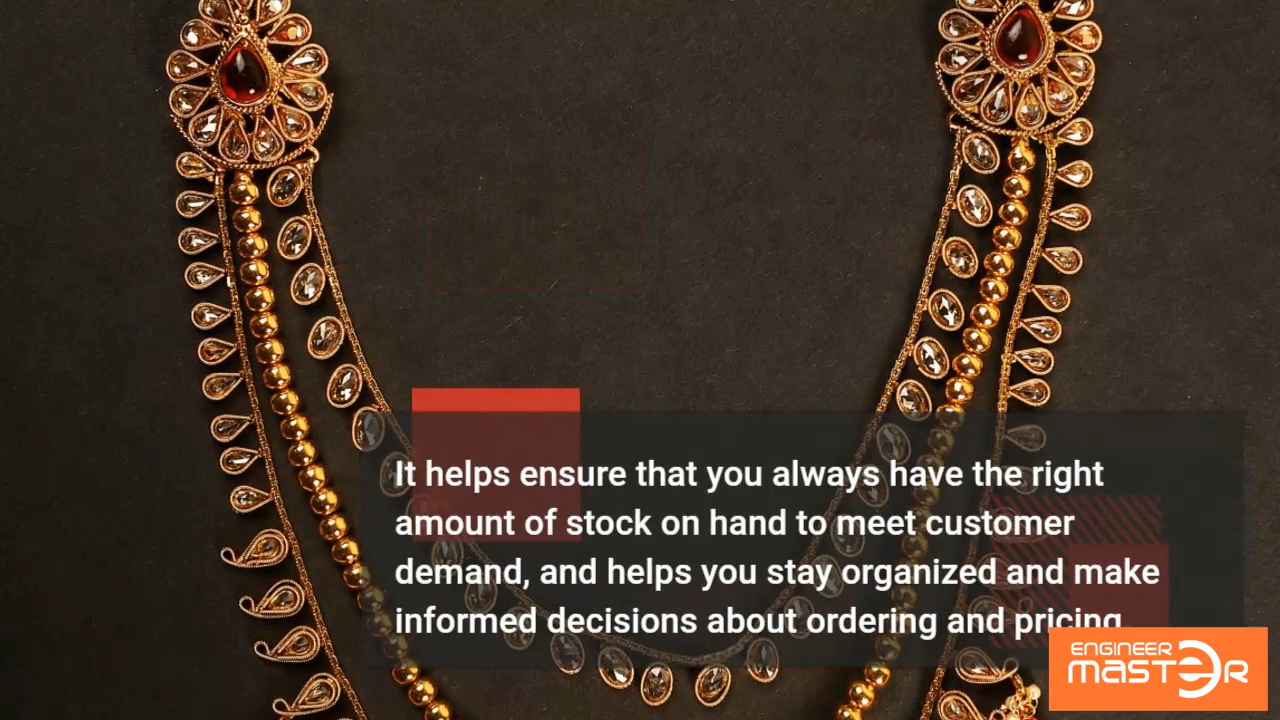 It helps ensure that you always have the right
amount of stock on hand to meet customer
demand, and helps you stay organized and make
informed decisions about ordering and pricing
ENGINEER
MASTER